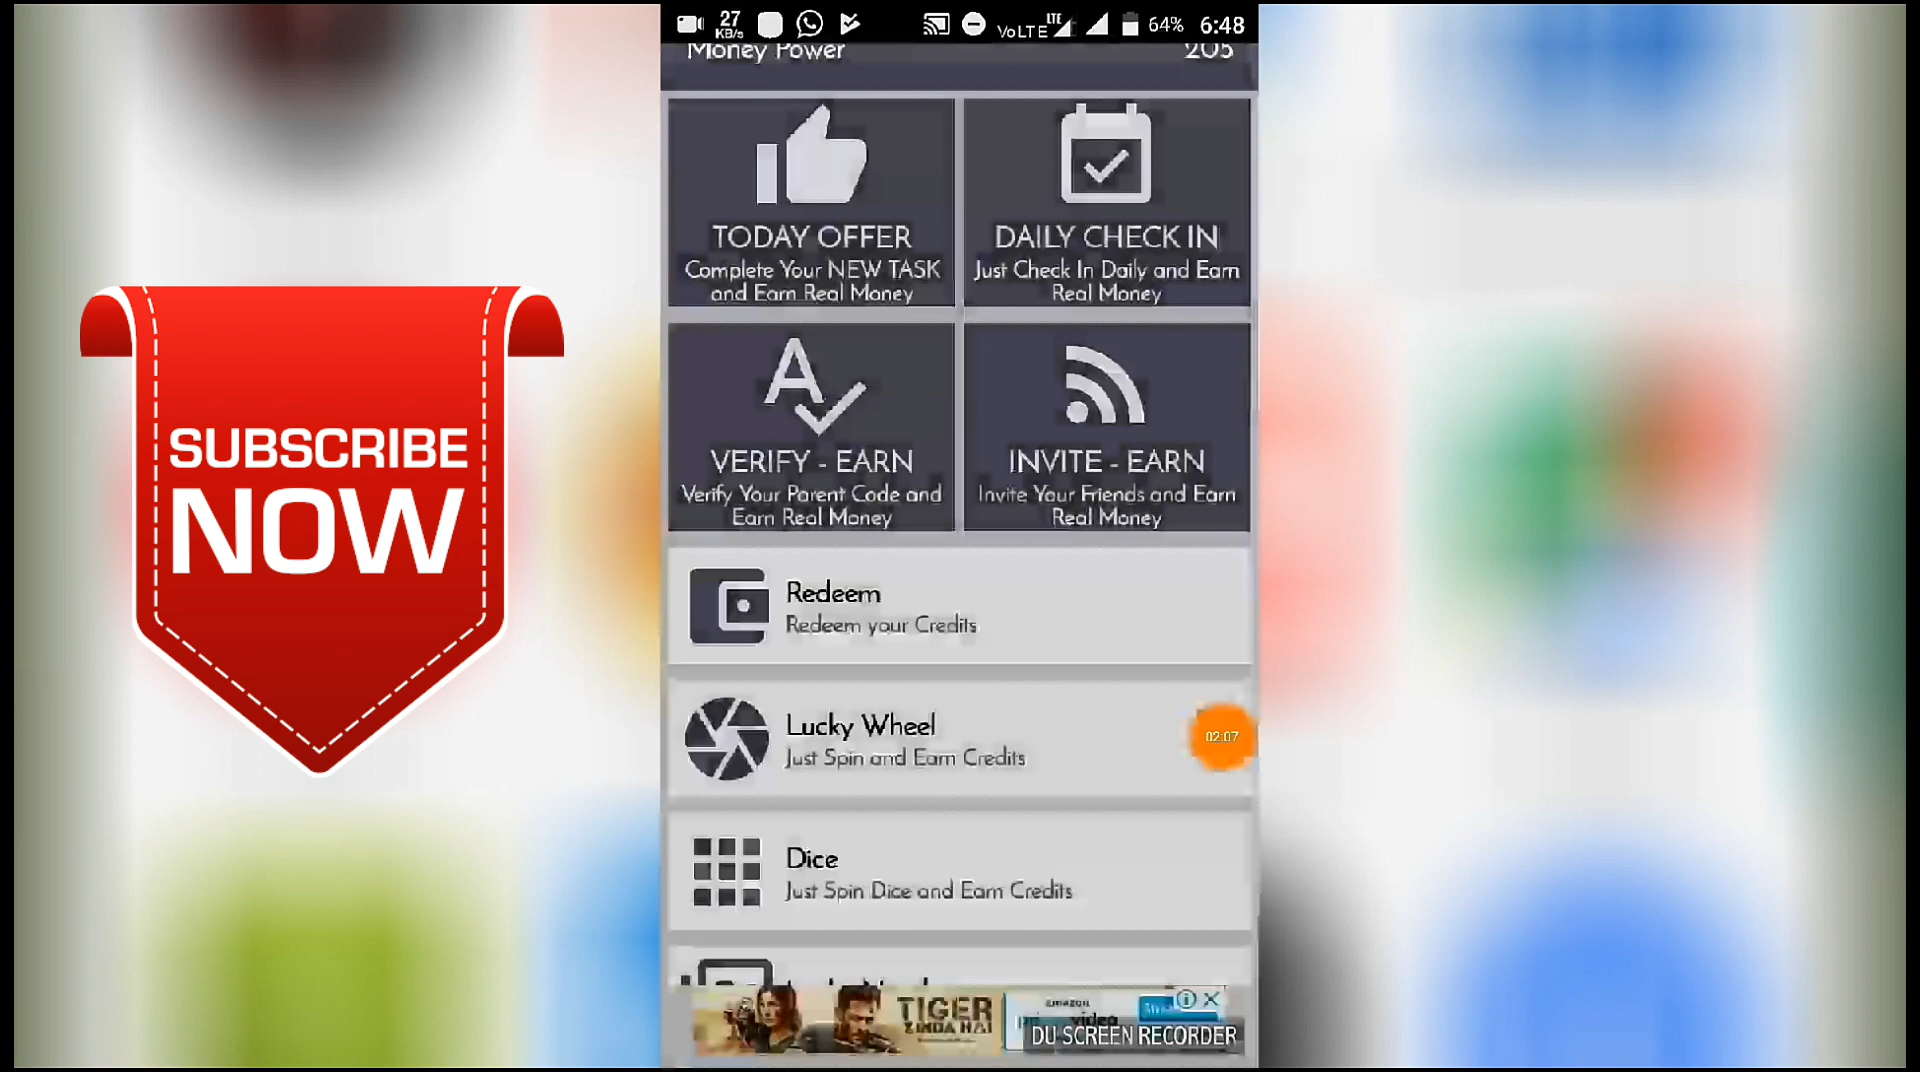 27
KB/s
VoLTE LTE
64% 6:48
Money Power
205
TODAY OFFER
Complete Your NEW TASK
and Earn Real Money
DAILY CHECK IN
Just Check In Daily and Earn
Real Money
VERIFY - EARN
Verify Your Parent Code and
Earn Real Money
INVITE - EARN
Invite Your Friends and Earn
Real Money
SUBSCRIBE
NOW
Redeem
Redeem your Credits
Lucky Wheel
Just Spin and Earn Credits
02:07
Dice
Just Spin Dice and Earn Credits
TIGER
ZINDA HAI
amazon
video
DU SCREEN RECORDER